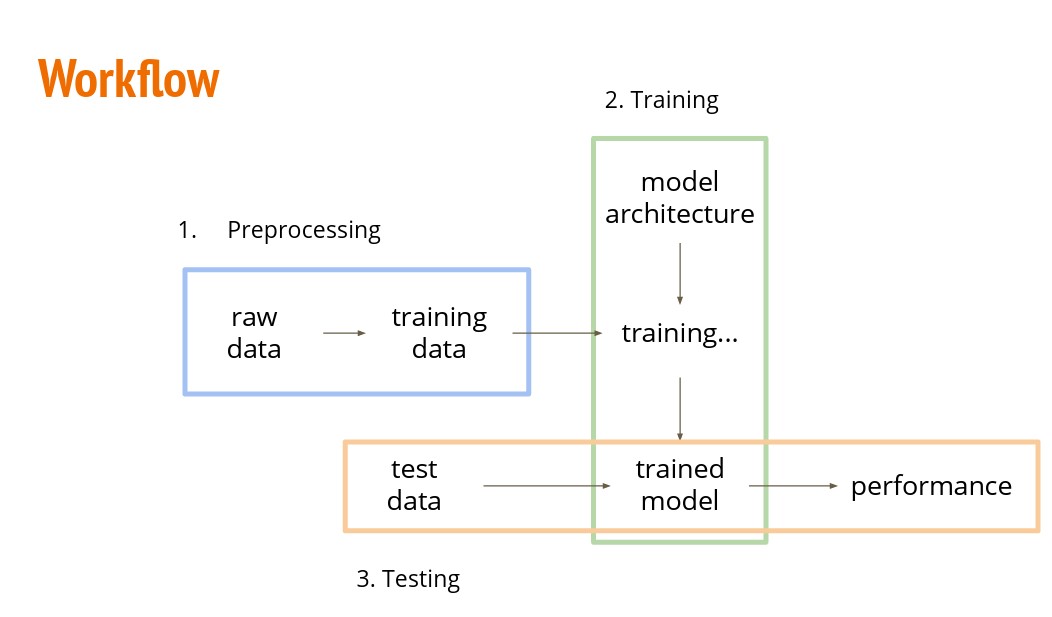 Workflow
2. Training
model
architecture
1. Preprocessing
raw
data
training
data
training...
test
data
trained
model
performance
3. Testing